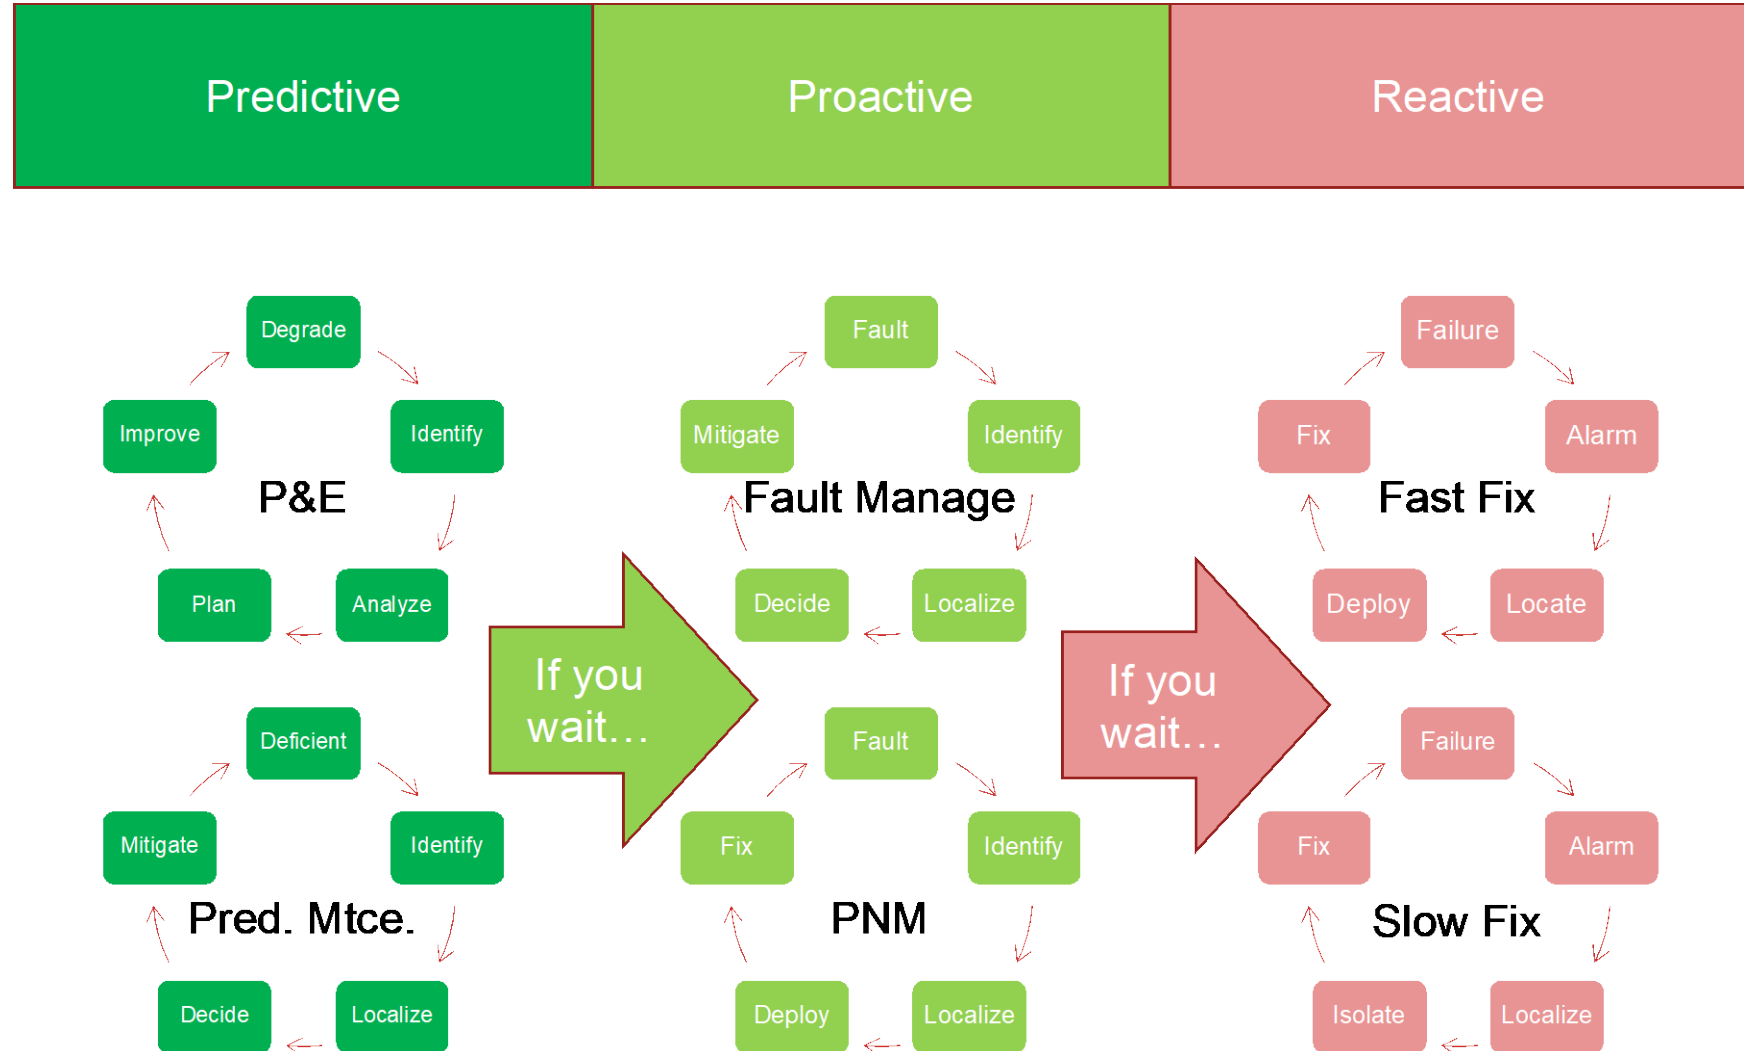 Predictive
Proactive
Reactive
Degrade
Identify
Analyze
Plan
Improve
P&E
Fault
Identify
Localize
Decide
Mitigate
Fault Manage
Failure
Alarm
Locate
Deploy
Fix
Fast Fix
If you
wait…
If you
wait…
Deficient
Identify
Localize
Decide
Mitigate
Pred. Mtce.
Fault
Identify
Localize
Deploy
Fix
PNM
Failure
Alarm
Localize
Isolate
Fix
Slow Fix